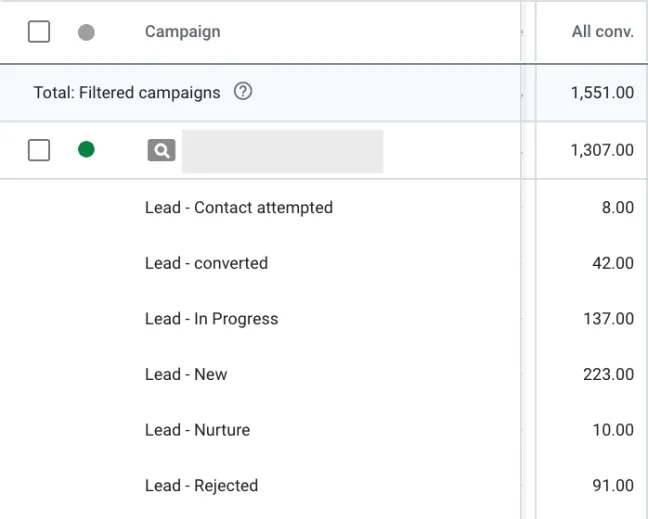 Campaign All conv.
Total: Filtered campaigns ? 1,551.00
1,307.00
Lead - Contact attempted 8.00
Lead - converted 42.00
Lead - In Progress 137.00
Lead - New 223.00
Lead - Nurture 10.00
Lead - Rejected 91.00